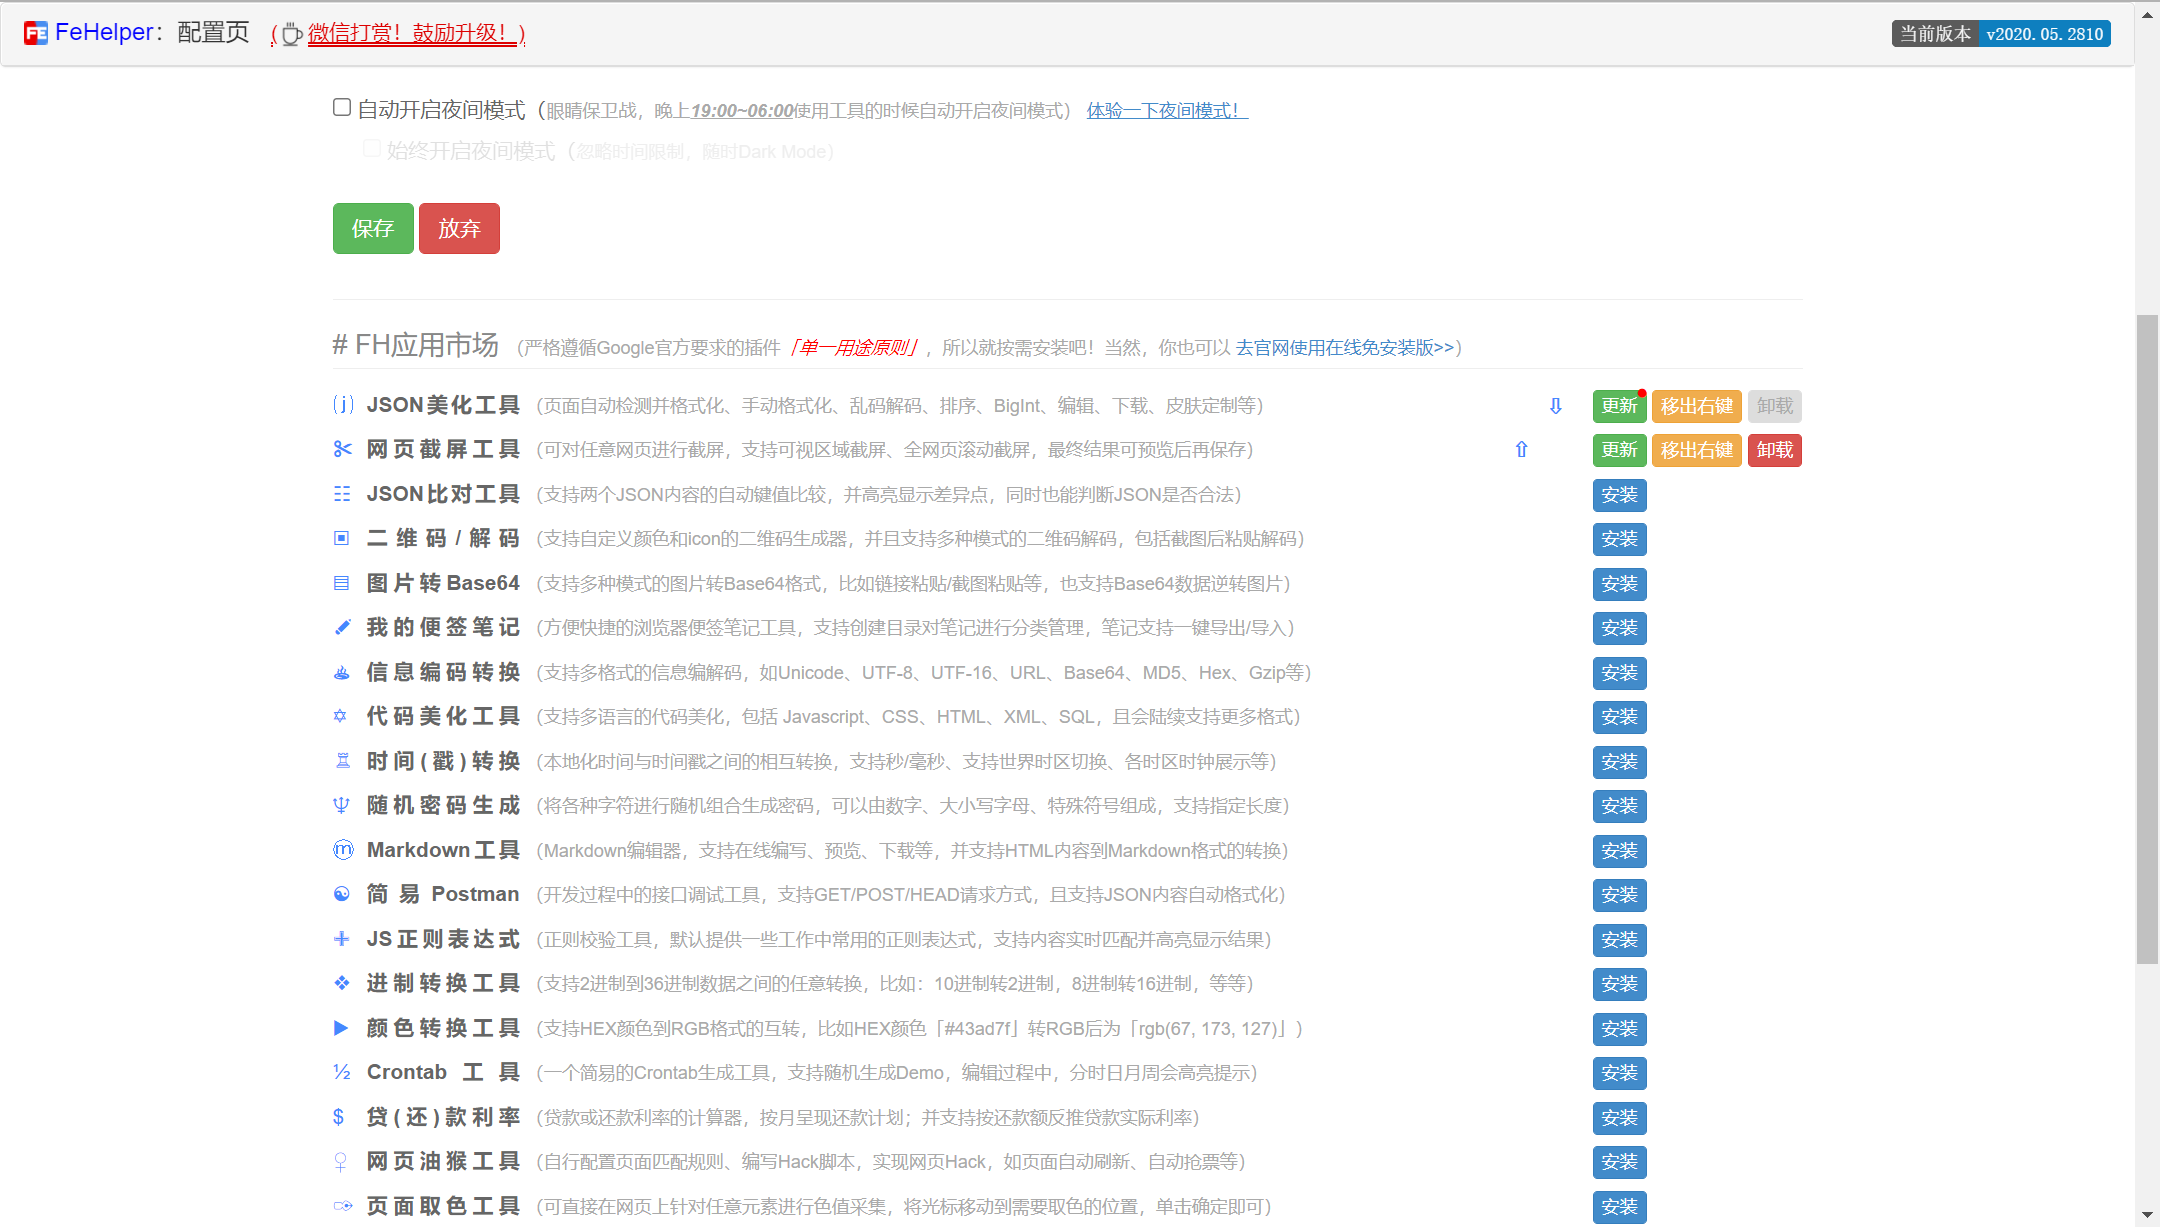 FeHelper：配置页 (微信打赏！鼓励升级！) 当前版本 v2020.05.2810
自动开启夜间模式（眼睛保卫战，晚上19:00~06:00使用工具的时候自动开启夜间模式） 体验一下夜间模式！
始终开启夜间模式（忽略时间限制，随时Dark Mode）
保存 放弃
# FH应用市场 （严格遵循Google官方要求的插件「单一用途原则」，所以就按需安装吧！当然，你也可以 去官网使用在线免安装版>>）
(j) JSON美化工具 （页面自动检测并格式化、手动格式化、乱码解码、排序、BigInt、编辑、下载、皮肤定制等） ⇩ 更新 移出右键 卸载
✂ 网页截屏工具 （可对任意网页进行截屏，支持可视区域截屏、全网页滚动截屏，最终结果可预览后再保存） ⇧ 更新 移出右键 卸载
☷ JSON比对工具 （支持两个JSON内容的自动键值比较，并高亮显示差异点，同时也能判断JSON是否合法） 安装
▣ 二维码/解码 （支持自定义颜色和icon的二维码生成器，并且支持多种模式的二维码解码，包括截图后粘贴解码） 安装
▤ 图片转Base64 （支持多种模式的图片转Base64格式，比如链接粘贴/截图粘贴等，也支持Base64数据逆转图片） 安装
✐ 我的便签笔记 （方便快捷的浏览器便签笔记工具，支持创建目录对笔记进行分类管理，笔记支持一键导出/导入） 安装
♨ 信息编码转换 （支持多格式的信息编解码，如Unicode、UTF-8、UTF-16、URL、Base64、MD5、Hex、Gzip等） 安装
✡ 代码美化工具 （支持多语言的代码美化，包括 Javascript、CSS、HTML、XML、SQL，且会陆续支持更多格式） 安装
♖ 时间(戳)转换 （本地化时间与时间戳之间的相互转换，支持秒/毫秒、支持世界时区切换、各时区时钟展示等） 安装
♆ 随机密码生成 （将各种字符进行随机组合生成密码，可以由数字、大小写字母、特殊符号组成，支持指定长度） 安装
ⓜ Markdown工具 （Markdown编辑器，支持在线编写、预览、下载等，并支持HTML内容到Markdown格式的转换） 安装
☯ 简易 Postman （开发过程中的接口调试工具，支持GET/POST/HEAD请求方式，且支持JSON内容自动格式化） 安装
✙ JS正则表达式 （正则校验工具，默认提供一些工作中常用的正则表达式，支持内容实时匹配并高亮显示结果） 安装
❖ 进制转换工具 （支持2进制到36进制数据之间的任意转换，比如：10进制转2进制，8进制转16进制，等等） 安装
▶ 颜色转换工具 （支持HEX颜色到RGB格式的互转，比如HEX颜色「#43ad7f」转RGB后为「rgb(67, 173, 127)」） 安装
½ Crontab 工具 （一个简易的Crontab生成工具，支持随机生成Demo，编辑过程中，分时日月周会高亮提示） 安装
$ 贷(还)款利率 （贷款或还款利率的计算器，按月呈现还款计划；并支持按还款额反推贷款实际利率） 安装
♀ 网页油猴工具 （自行配置页面匹配规则、编写Hack脚本，实现网页Hack，如页面自动刷新、自动抢票等） 安装
页面取色工具 （可直接在网页上针对任意元素进行色值采集，将光标移动到需要取色的位置，单击确定即可） 安装